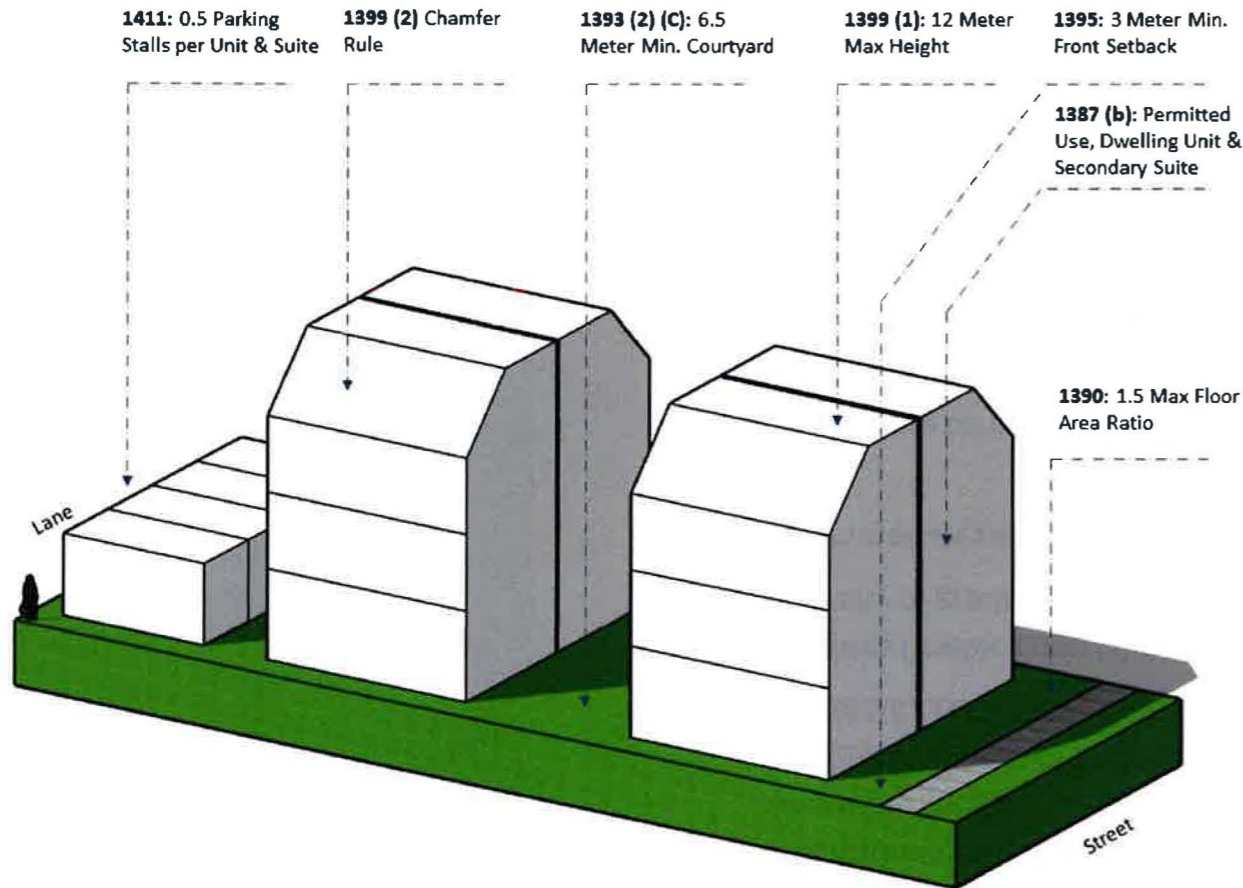 1411: 0.5 Parking
Stalls per Unit & Suite
1399 (2) Chamfer
Rule
1393 (2) (C): 6.5
Meter Min. Courtyard
1399 (1): 12 Meter
Max Height
1395: 3 Meter Min.
Front Setback
1387 (b): Permitted
Use, Dwelling Unit &
Secondary Suite
1390: 1.5 Max Floor
Area Ratio
Lane
Street